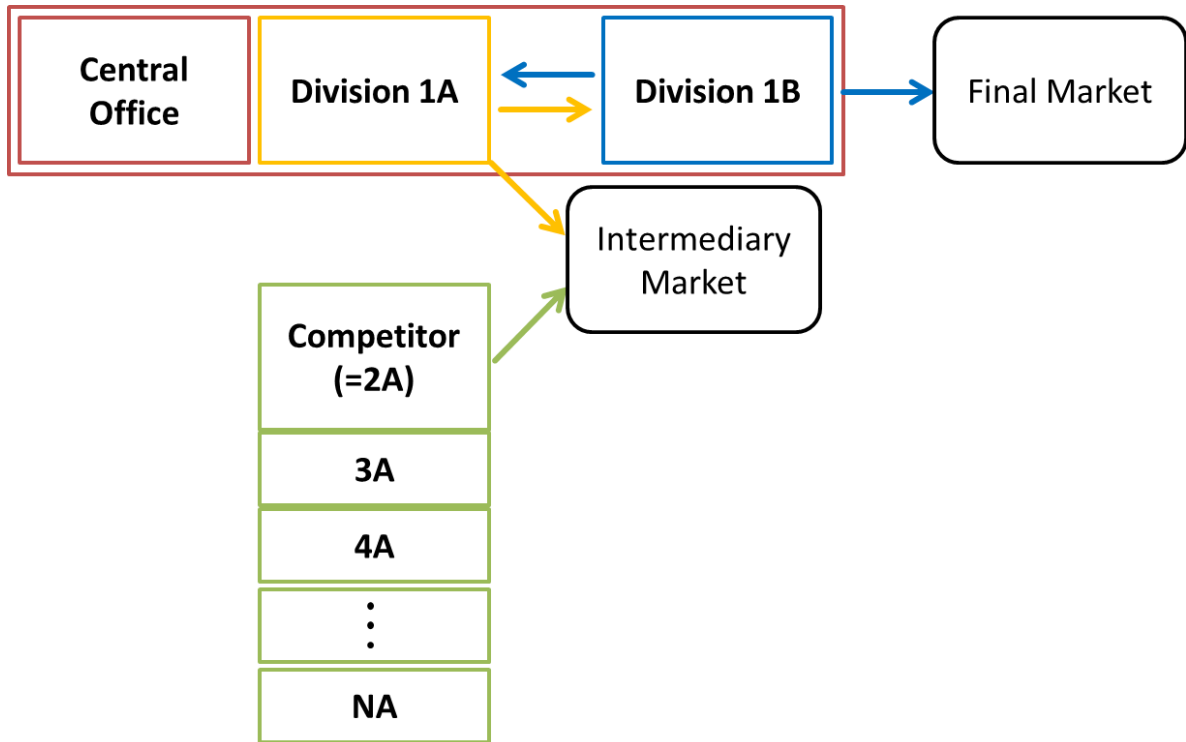 Central
Office
Division 1A
Division 1B
Final Market
Intermediary
Market
Competitor
(=2A)
3A
4A
⋮
NA